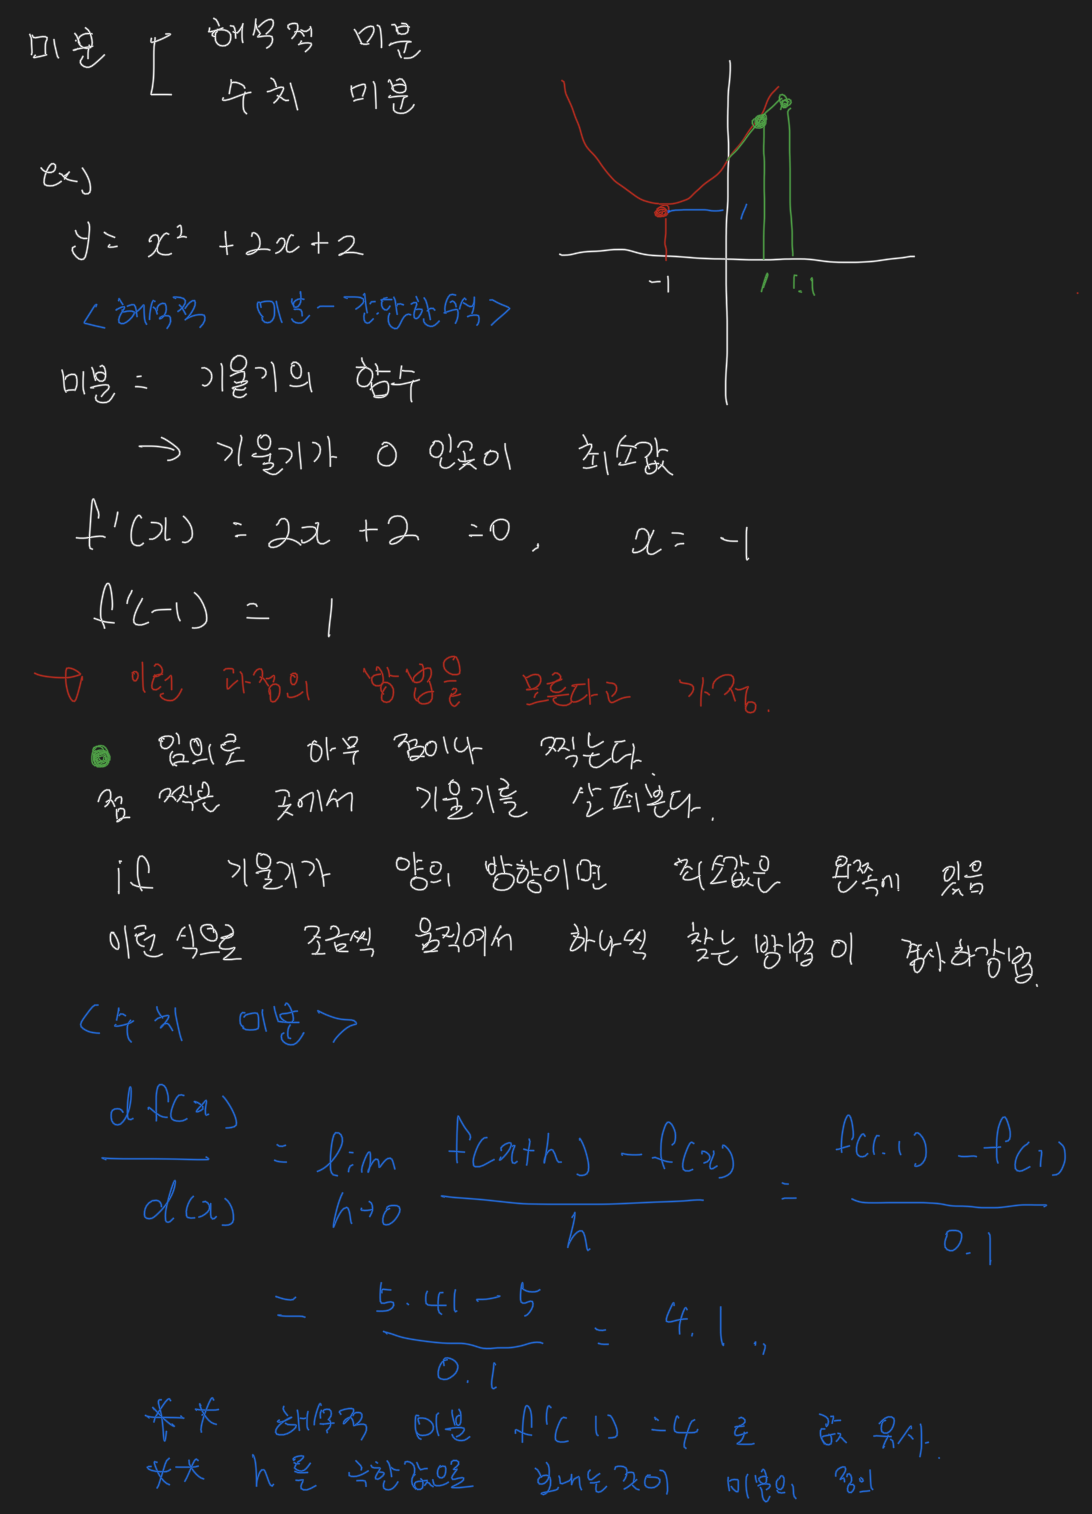 미분 [ 해석적 미분
수치 미분
ex)
y = x² + 2x + 2
1
-1
1 1.1
<해석적 미분 - 간단한 수식>
미분 = 기울기의 함수
→ 기울기가 0 인곳이 최소값
f'(x) = 2x + 2 = 0, x = -1
f'(-1) = 1
→ 이런 과정의 방법을 모른다고 가정.
임의로 아무 점이나 찍는다.
점 찍은 곳에서 기울기를 살펴본다.
if 기울기가 양의 방향이면 최소값은 왼쪽에 있음
이런 식으로 조금씩 움직여서 하나씩 찾는 방법이 경사하강법.
<수치 미분>
df(x) / d(x) = lim h→0 f(x+h) - f(x) / h = f(1.1) - f(1) / 0.1
= 5.41 - 5 / 0.1 = 4.1
** 해석적 미분 f'(1) = 4 로 값 유사.
** h를 극한값으로 보내는것이 미분의 정의